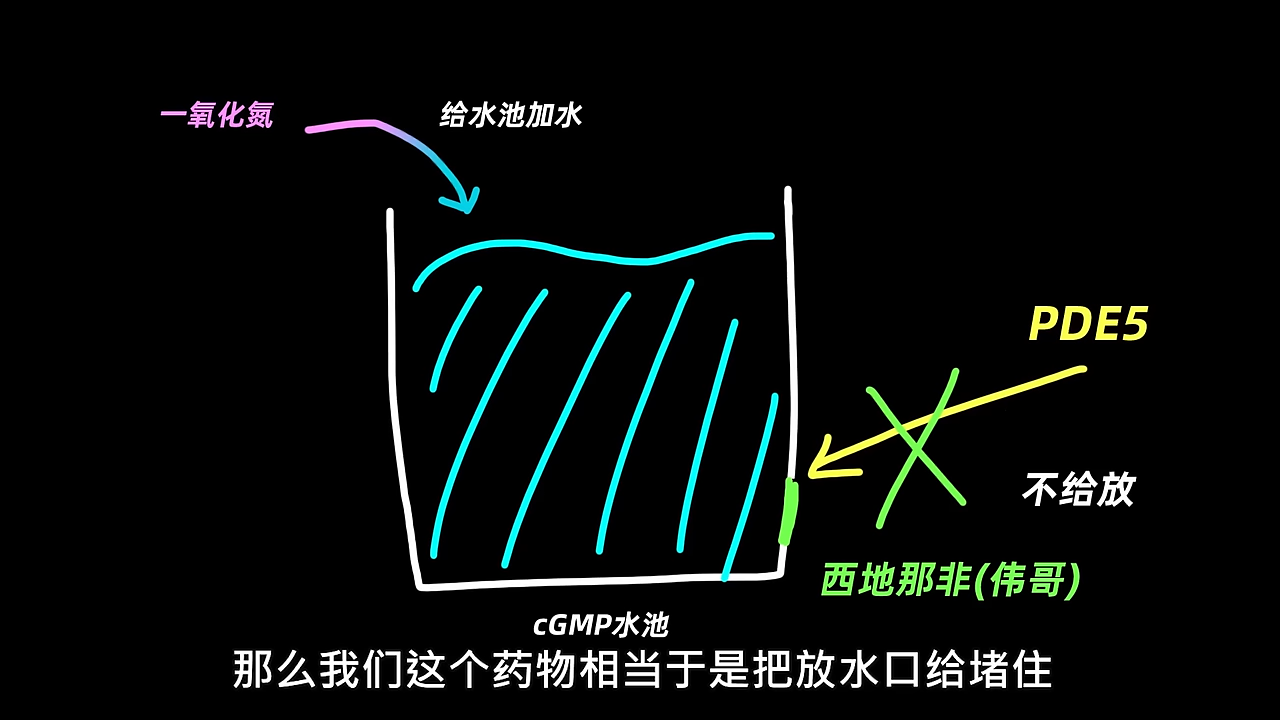 一氧化氮
给水池加水
PDE5
不给放
西地那非(伟哥)
cGMP水池
那么我们这个药物相当于是把放水口给堵住